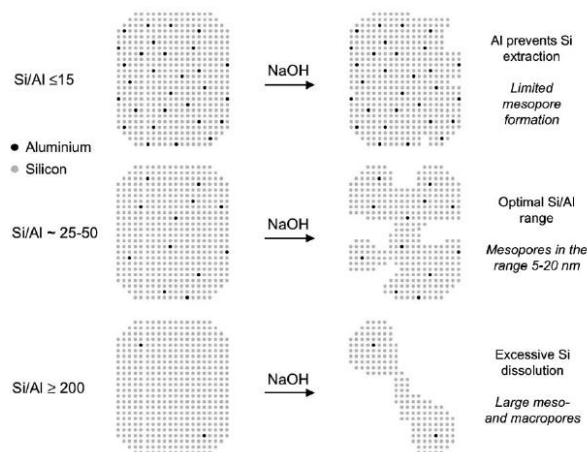 Si/Al ≤15
NaOH
Al prevents Si
extraction
Limited
mesopore
formation
Aluminium
Silicon
Si/Al ~ 25-50
NaOH
Optimal Si/Al
range
Mesopores in the
range 5-20 nm
Si/Al ≥ 200
NaOH
Excessive Si
dissolution
Large meso-
and macropores